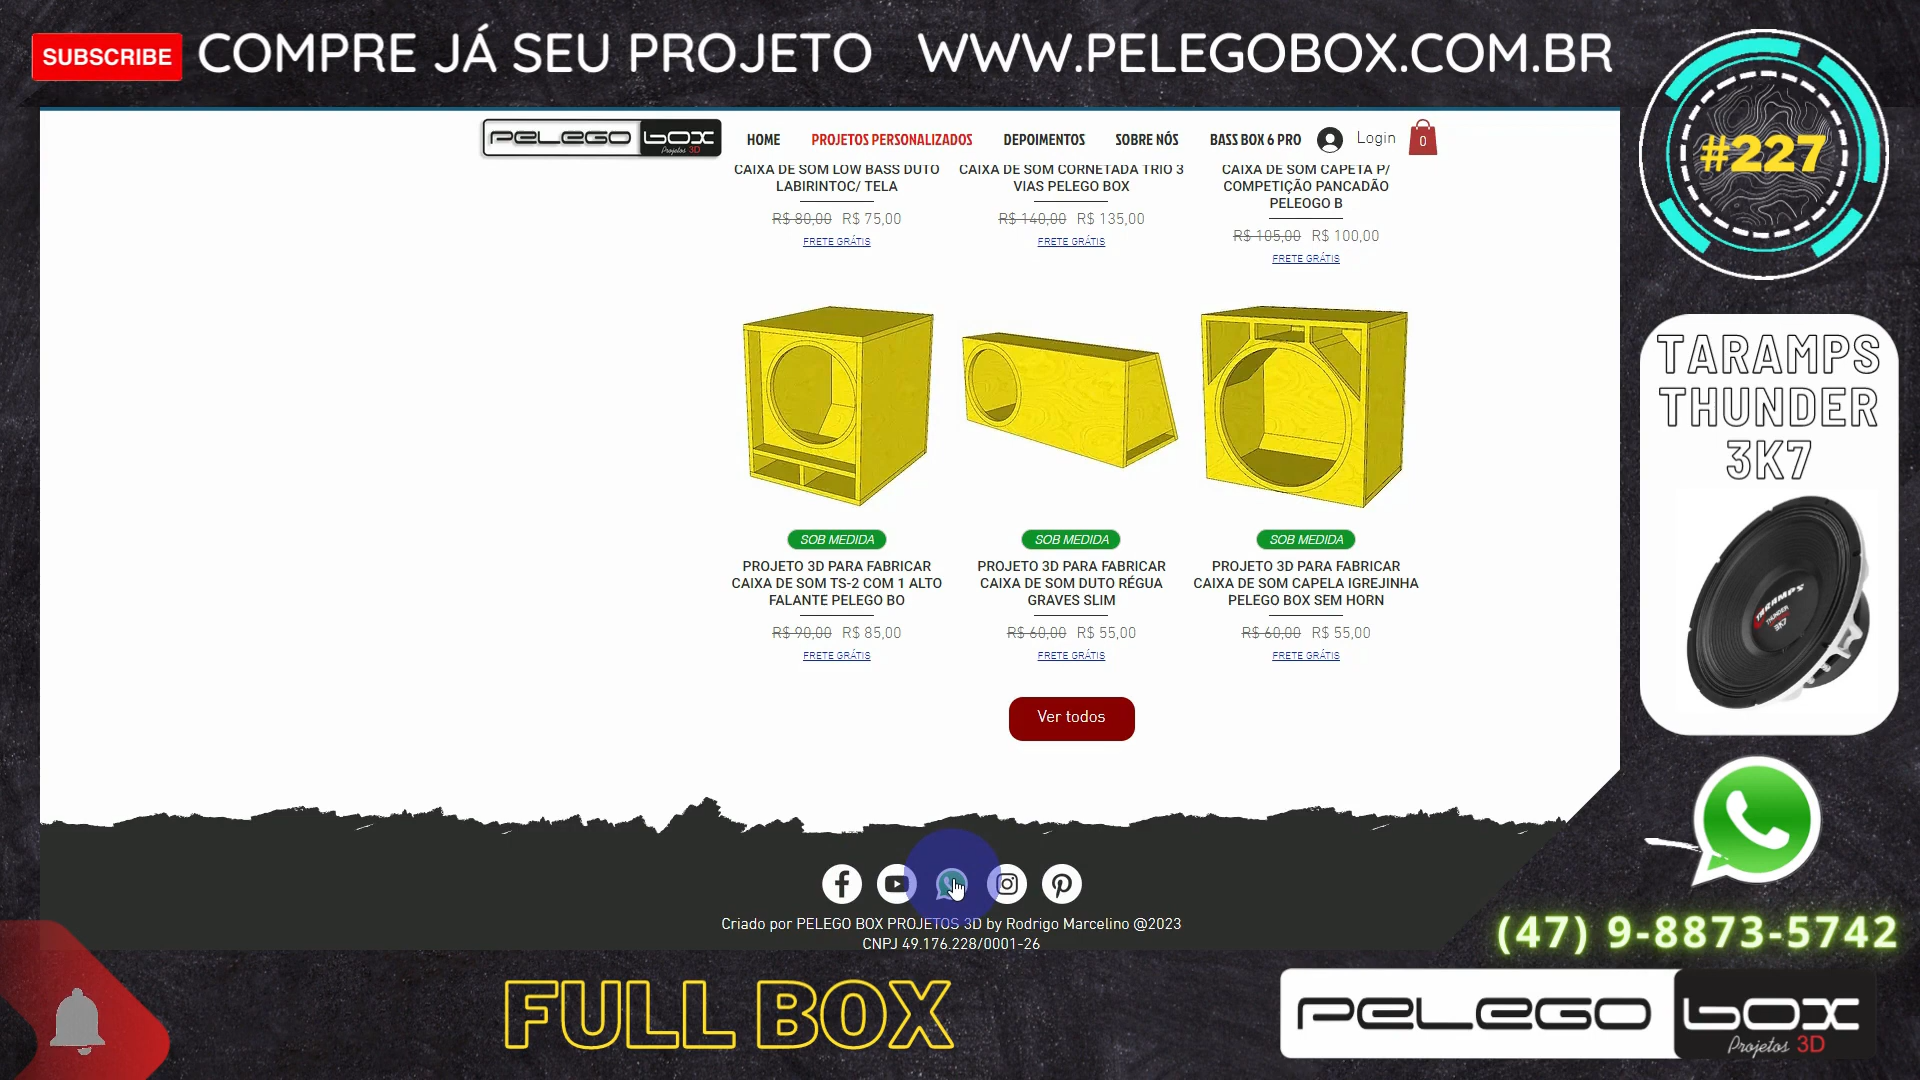 SUBSCRIBE COMPRE JÁ SEU PROJETO WWW.PELEGOBOX.COM.BR
PELEGO BOX
Projetos 3D
HOME PROJETOS PERSONALIZADOS DEPOIMENTOS SOBRE NÓS BASS BOX 6 PRO Login 0
#227
CAIXA DE SOM LOW BASS DUTO
LABIRINTOC/ TELA
R$ 80,00 R$ 75,00
FRETE GRÁTIS
CAIXA DE SOM CORNETADA TRIO 3
VIAS PELEGO BOX
R$ 140,00 R$ 135,00
FRETE GRÁTIS
CAIXA DE SOM CAPETA P/
COMPETIÇÃO PANCADÃO
PELEOGO B
R$ 105,00 R$ 100,00
FRETE GRÁTIS
SOB MEDIDA
PROJETO 3D PARA FABRICAR
CAIXA DE SOM TS-2 COM 1 ALTO
FALANTE PELEGO BO
R$ 90,00 R$ 85,00
FRETE GRÁTIS
SOB MEDIDA
PROJETO 3D PARA FABRICAR
CAIXA DE SOM DUTO RÉGUA
GRAVES SLIM
R$ 60,00 R$ 55,00
FRETE GRÁTIS
SOB MEDIDA
PROJETO 3D PARA FABRICAR
CAIXA DE SOM CAPELA IGREJINHA
PELEGO BOX SEM HORN
R$ 60,00 R$ 55,00
FRETE GRÁTIS
Ver todos
TARAMPS
THUNDER
3K7
TARAMPS
THUNDER
3K7
Criado por PELEGO BOX PROJETOS 3D by Rodrigo Marcelino @2023
CNPJ 49.176.228/0001-26
(47) 9-8873-5742
FULL BOX
PELEGO BOX
Projetos 3D